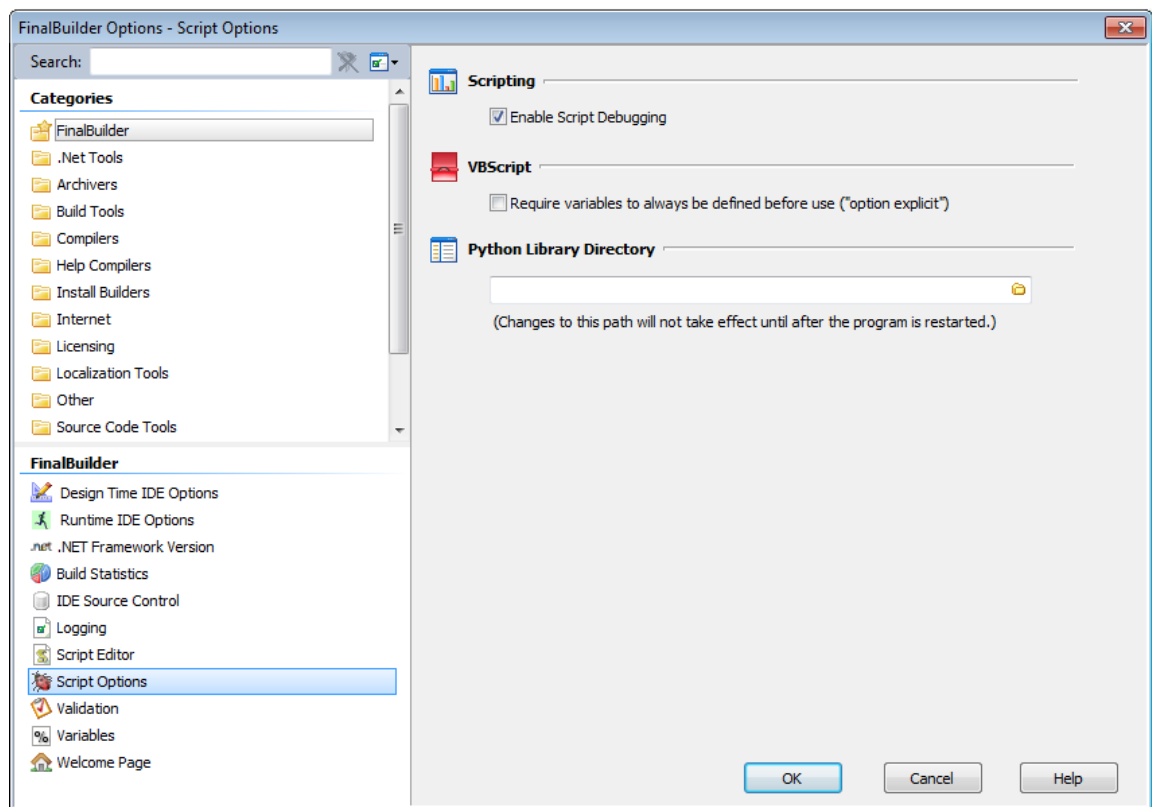 FinalBuilder Options - Script Options
Search:
Categories
FinalBuilder
.Net Tools
Archivers
Build Tools
Compilers
Help Compilers
Install Builders
Internet
Licensing
Localization Tools
Other
Source Code Tools
FinalBuilder
Design Time IDE Options
Runtime IDE Options
.net .NET Framework Version
Build Statistics
IDE Source Control
Logging
Script Editor
Script Options
Validation
% Variables
Welcome Page
Scripting
Enable Script Debugging
VBScript
Require variables to always be defined before use ("option explicit")
Python Library Directory
(Changes to this path will not take effect until after the program is restarted.)
OK
Cancel
Help